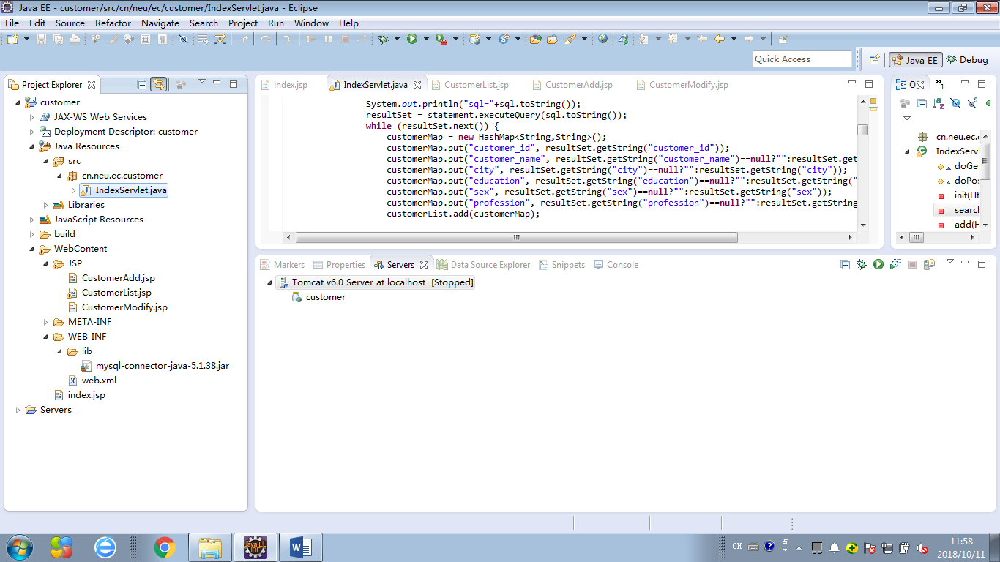 Java EE - customer/src/cn/neu/ec/customer/IndexServlet.java - Eclipse
File Edit Source Refactor Navigate Search Project Run Window Help
Quick Access
Java EE
Debug
Project Explorer
customer
JAX-WS Web Services
Deployment Descriptor: customer
Java Resources
src
cn.neu.ec.customer
IndexServlet.java
Libraries
JavaScript Resources
build
WebContent
JSP
CustomerAdd.jsp
CustomerList.jsp
CustomerModify.jsp
META-INF
WEB-INF
lib
mysql-connector-java-5.1.38.jar
web.xml
index.jsp
Servers
index.jsp IndexServlet.java CustomerList.jsp CustomerAdd.jsp CustomerModify.jsp
System.out.println("sql="+sql.toString());
resultSet = statement.executeQuery(sql.toString());
while (resultSet.next()) {
customerMap = new HashMap<String,String>();
customerMap.put("customer_id", resultSet.getString("customer_id"));
customerMap.put("customer_name", resultSet.getString("customer_name")==null?"":resultSet.get
customerMap.put("city", resultSet.getString("city")==null?"":resultSet.getString("city"));
customerMap.put("education", resultSet.getString("education")==null?"":resultSet.getString("
customerMap.put("sex", resultSet.getString("sex")==null?"":resultSet.getString("sex"));
customerMap.put("profession", resultSet.getString("profession")==null?"":resultSet.getString
customerList.add(customerMap);
O
1
cn.neu.ec.
IndexServ
doGe
doPos
init(Ht
search
add(H
Markers Properties Servers Data Source Explorer Snippets Console
Tomcat v6.0 Server at localhost [Stopped]
customer
Java EE
IDE
CH
11:58
2018/10/11